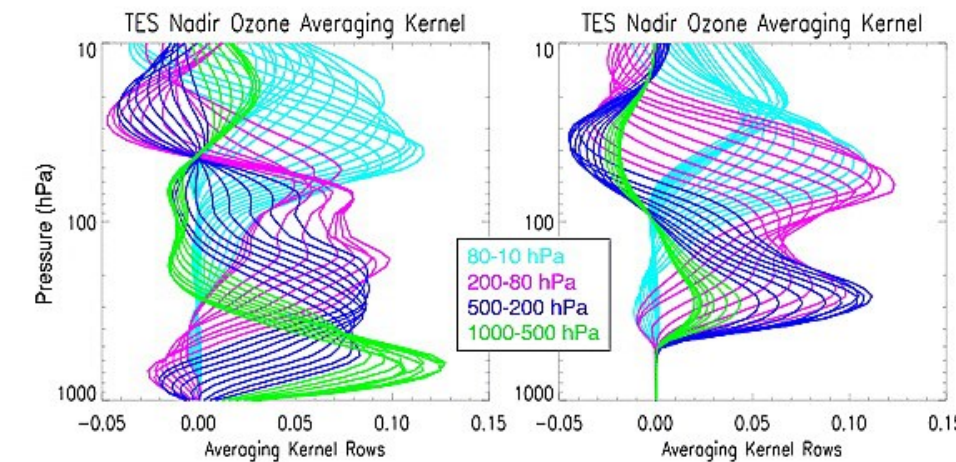 TES Nadir Ozone Averaging Kernel
TES Nadir Ozone Averaging Kernel
10
100
1000
Pressure (hPa)
-0.05 0.00 0.05 0.10 0.15
Averaging Kernel Rows
80-10 hPa
200-80 hPa
500-200 hPa
1000-500 hPa
10
100
1000
-0.05 0.00 0.05 0.10 0.15
Averaging Kernel Rows